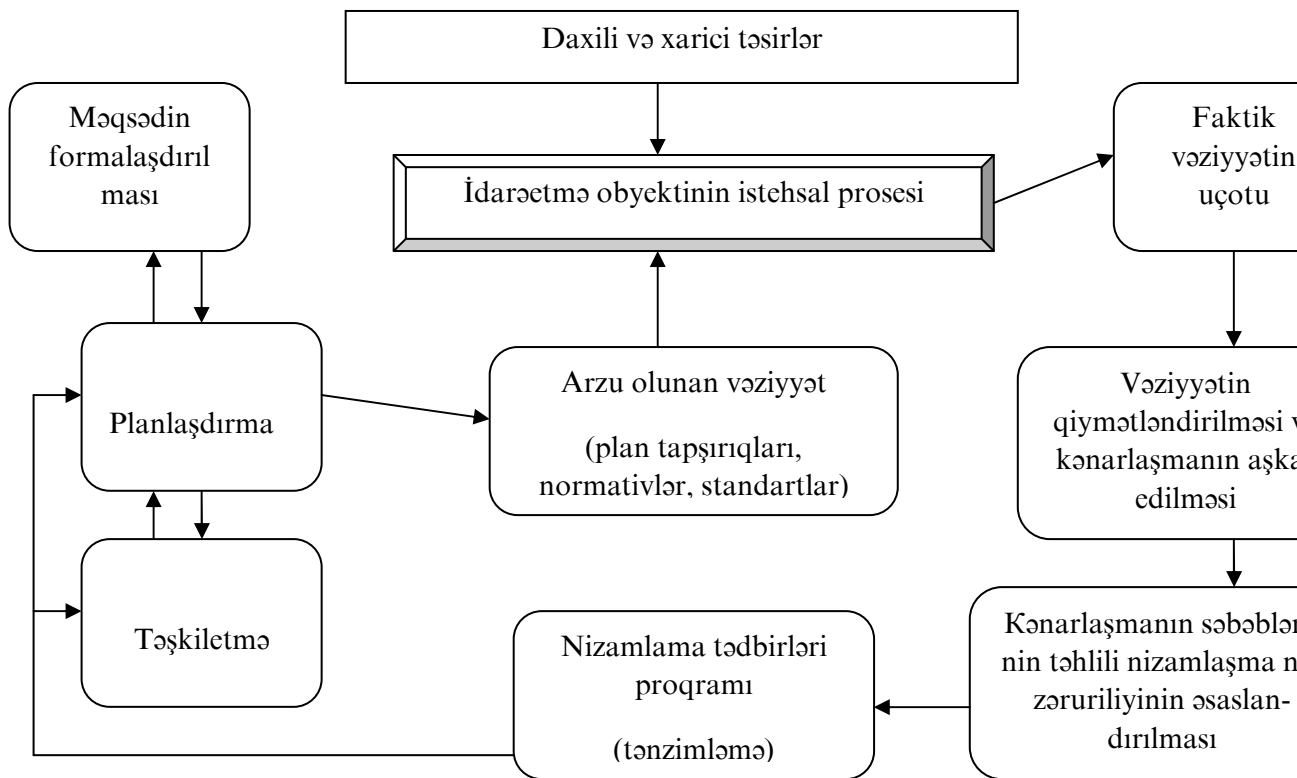 Daxili və xarici təsirlər
Məqsədin
formalaşdırıl
ması
İdarəetmə obyektinin istehsal prosesi
Faktik
vəziyyətin
uçotu
Planlaşdırma
Arzu olunan vəziyyət
(plan tapşırıqları,
normativlər, standartlar)
Vəziyyətin
qiymətləndirilməsi
kənarlaşmanın
edilməsi
Təşkiletmə
Nizamlama tədbirləri
proqramı
(tənzimləmə)
Kənarlaşmanın
nin təhlili nizamlaşma
zəruriliyinin əsaslan-
dırılması